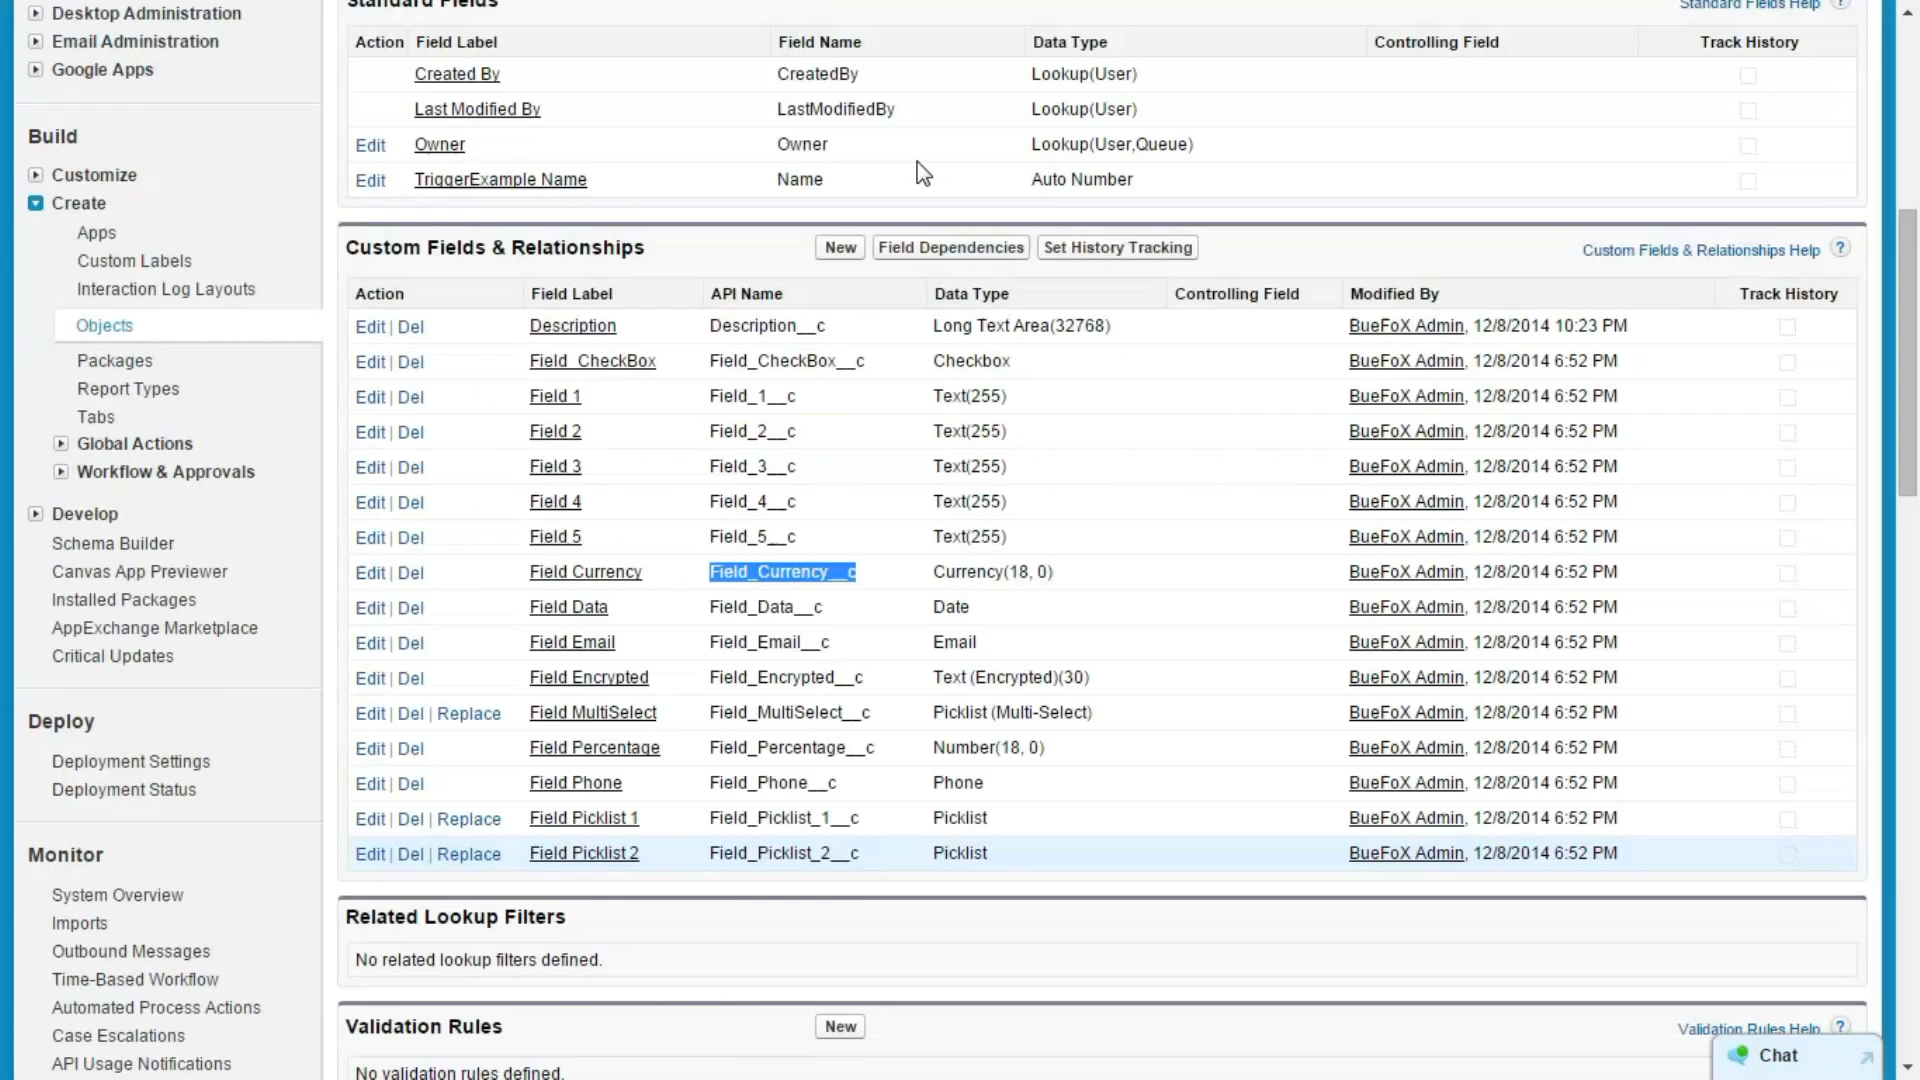 Desktop Administration
Email Administration
Google Apps
Build
Customize
Create
Apps
Custom Labels
Interaction Log Layouts
Objects
Packages
Report Types
Tabs
Global Actions
Workflow & Approvals
Develop
Schema Builder
Canvas App Previewer
Installed Packages
AppExchange Marketplace
Critical Updates
Deploy
Deployment Settings
Deployment Status
Monitor
System Overview
Imports
Outbound Messages
Time-Based Workflow
Automated Process Actions
Case Escalations
API Usage Notifications
Standard Fields Standard Fields Help ?
Action Field Label Field Name Data Type Controlling Field Track History
Created By CreatedBy Lookup(User)
Last Modified By LastModifiedBy Lookup(User)
Edit Owner Owner Lookup(User,Queue)
Edit TriggerExample Name Name Auto Number
Custom Fields & Relationships New Field Dependencies Set History Tracking Custom Fields & Relationships Help ?
Action Field Label API Name Data Type Controlling Field Modified By Track History
Edit | Del Description Description__c Long Text Area(32768) BueFoX Admin, 12/8/2014 10:23 PM
Edit | Del Field_CheckBox Field_CheckBox__c Checkbox BueFoX Admin, 12/8/2014 6:52 PM
Edit | Del Field 1 Field_1__c Text(255) BueFoX Admin, 12/8/2014 6:52 PM
Edit | Del Field 2 Field_2__c Text(255) BueFoX Admin, 12/8/2014 6:52 PM
Edit | Del Field 3 Field_3__c Text(255) BueFoX Admin, 12/8/2014 6:52 PM
Edit | Del Field 4 Field_4__c Text(255) BueFoX Admin, 12/8/2014 6:52 PM
Edit | Del Field 5 Field_5__c Text(255) BueFoX Admin, 12/8/2014 6:52 PM
Edit | Del Field Currency Field_Currency__c Currency(18, 0) BueFoX Admin, 12/8/2014 6:52 PM
Edit | Del Field Data Field_Data__c Date BueFoX Admin, 12/8/2014 6:52 PM
Edit | Del Field Email Field_Email__c Email BueFoX Admin, 12/8/2014 6:52 PM
Edit | Del Field Encrypted Field_Encrypted__c Text (Encrypted)(30) BueFoX Admin, 12/8/2014 6:52 PM
Edit | Del | Replace Field MultiSelect Field_MultiSelect__c Picklist (Multi-Select) BueFoX Admin, 12/8/2014 6:52 PM
Edit | Del Field Percentage Field_Percentage__c Number(18, 0) BueFoX Admin, 12/8/2014 6:52 PM
Edit | Del Field Phone Field_Phone__c Phone BueFoX Admin, 12/8/2014 6:52 PM
Edit | Del | Replace Field Picklist 1 Field_Picklist_1__c Picklist BueFoX Admin, 12/8/2014 6:52 PM
Edit | Del | Replace Field Picklist 2 Field_Picklist_2__c Picklist BueFoX Admin, 12/8/2014 6:52 PM
Related Lookup Filters
No related lookup filters defined.
Validation Rules New Validation Rules Help ?
No validation rules defined.
Chat